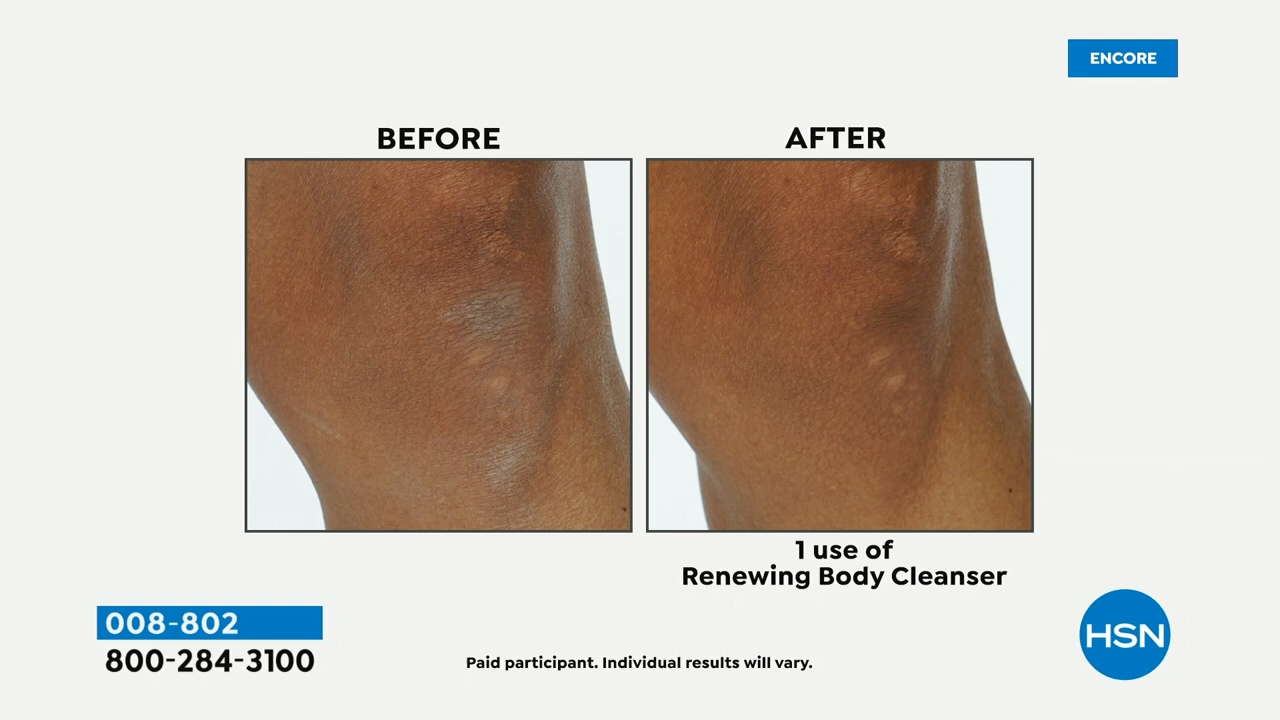 ENCORE
BEFORE
AFTER
1 use of
Renewing Body Cleanser
008-802
800-284-3100
Paid participant. Individual results will vary.
HSN